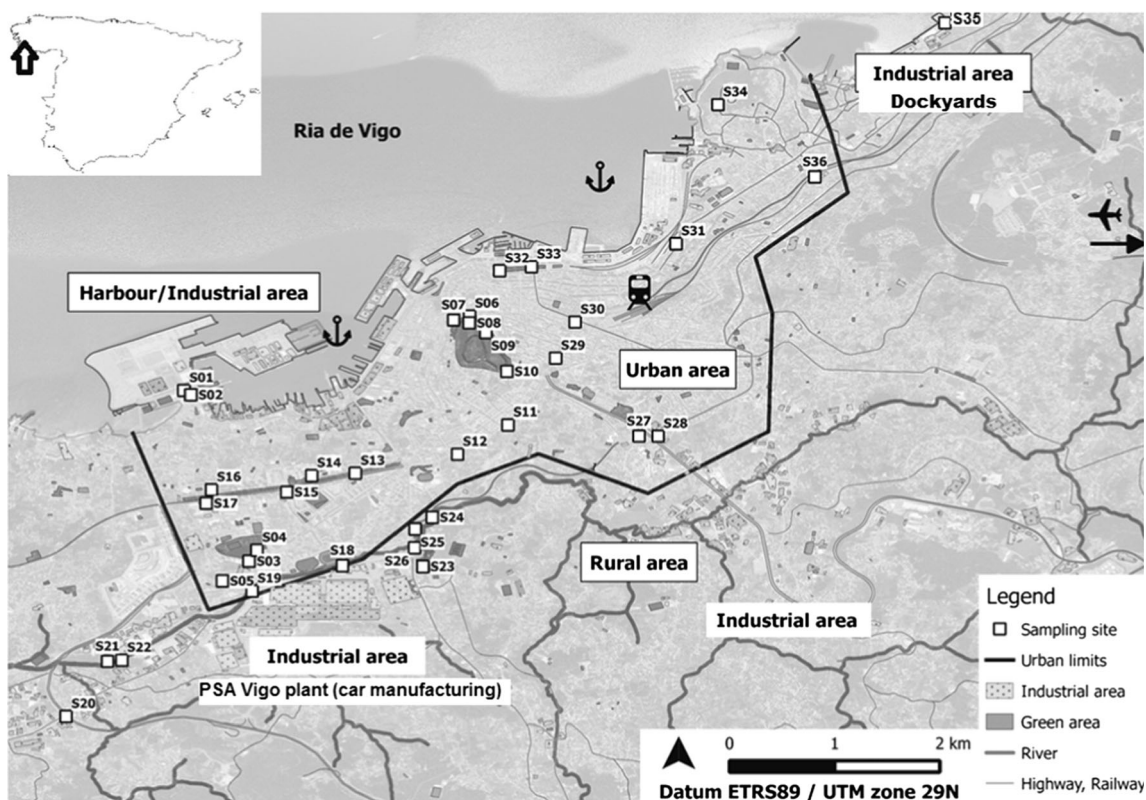 S35
Industrial area
Dockyards
S34
Ria de Vigo
S36
S31
S32
S33
Harbour/Industrial area
S07
S06
S08
S30
S09
S29
S10
Urban area
S01
S02
S11
S27
S28
S12
S14
S13
S16
S15
S17
S24
S04
S25
S18
S03
S26
S23
Rural area
S05
S19
Legend
Sampling site
Industrial area
Urban limits
S21
S22
Industrial area
PSA Vigo plant (car manufacturing)
Industrial area
Green area
S20
River
0
1
2 km
Highway, Railway
Datum ETRS89 / UTM zone 29N